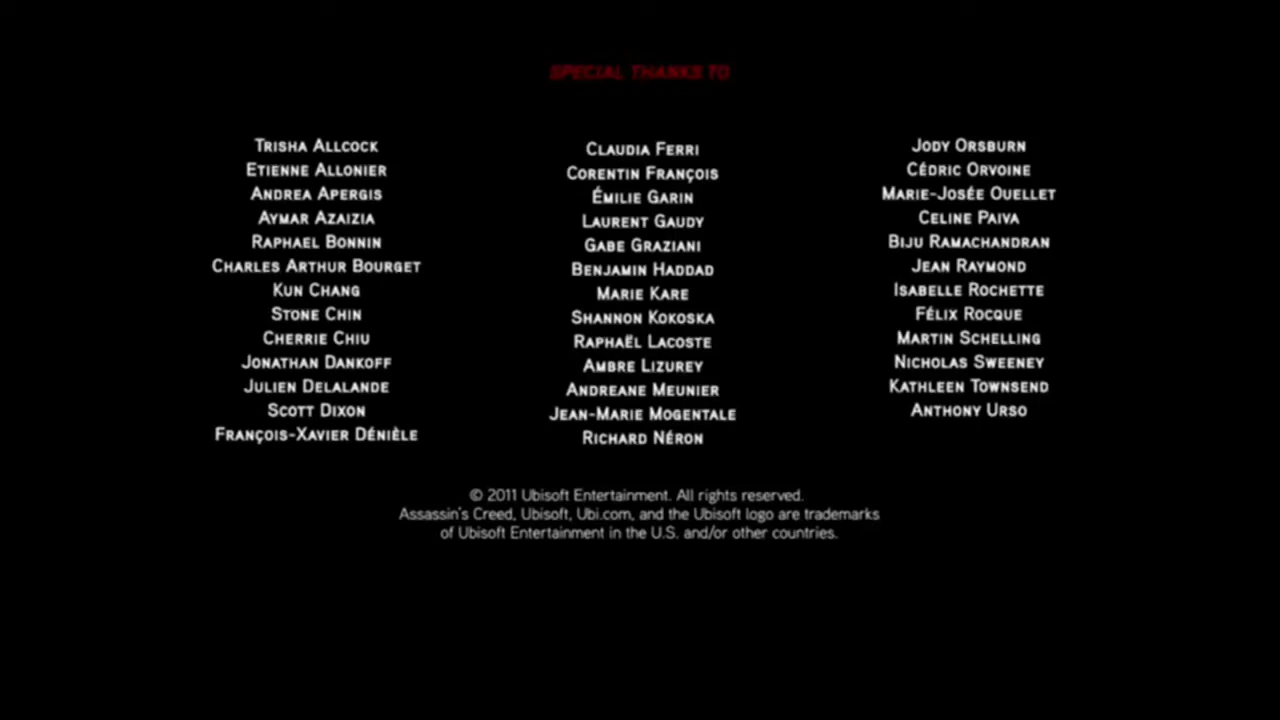 SPECIAL THANKS TO
TRISHA ALLCOCK
ETIENNE ALLONIER
ANDREA APERGIS
AYMAR AZAIZIA
RAPHAEL BONNIN
CHARLES ARTHUR BOURGET
KUN CHANG
STONE CHIN
CHERRIE CHIU
JONATHAN DANKOFF
JULIEN DELALANDE
SCOTT DIXON
FRANÇOIS-XAVIER DÉNIÈLE
CLAUDIA FERRI
CORENTIN FRANÇOIS
ÉMILIE GARIN
LAURENT GAUDY
GABE GRAZIANI
BENJAMIN HADDAD
MARIE KARE
SHANNON KOKOSKA
RAPHAËL LACOSTE
AMBRE LIZUREY
ANDREANE MEUNIER
JEAN-MARIE MOGENTALE
RICHARD NÉRON
JODY ORSBURN
CÉDRIC ORVOINE
MARIE-JOSÉE OUELLET
CELINE PAIVA
BIJU RAMACHANDRAN
JEAN RAYMOND
ISABELLE ROCHETTE
FÉLIX ROCQUE
MARTIN SCHELLING
NICHOLAS SWEENEY
KATHLEEN TOWNSEND
ANTHONY URSO
© 2011 Ubisoft Entertainment. All rights reserved.
Assassin's Creed, Ubisoft, Ubi.com, and the Ubisoft logo are trademarks
of Ubisoft Entertainment in the U.S. and/or other countries.